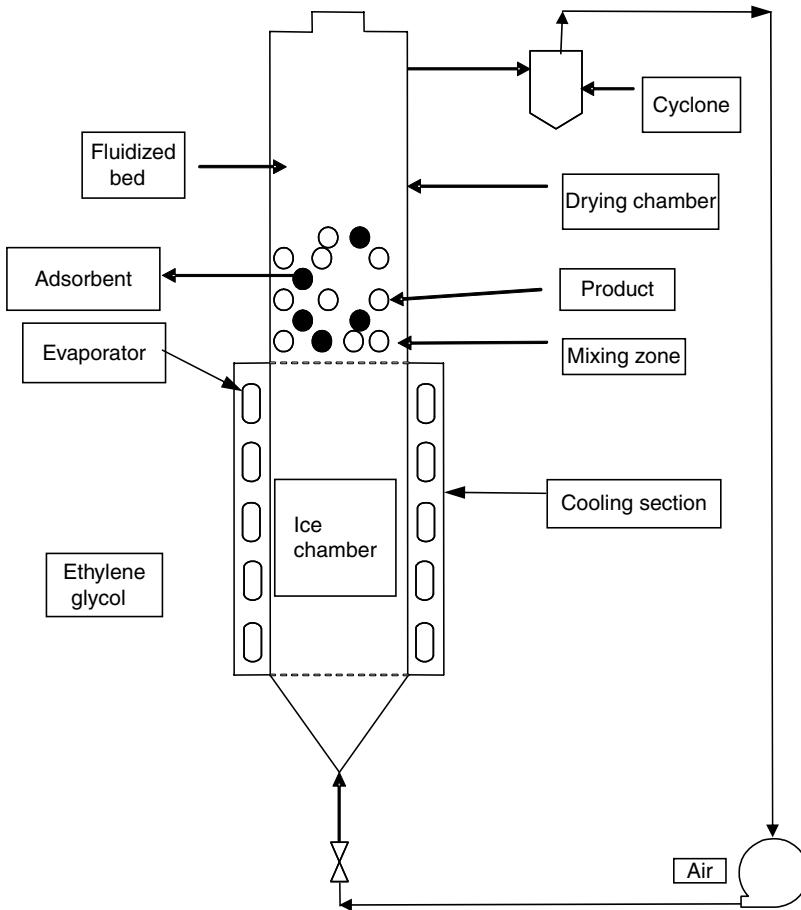 Cyclone
Fluidized
bed
Drying chamber
Adsorbent
Product
Evaporator
Mixing zone
Cooling section
Ice
chamber
Ethylene
glycol
Air